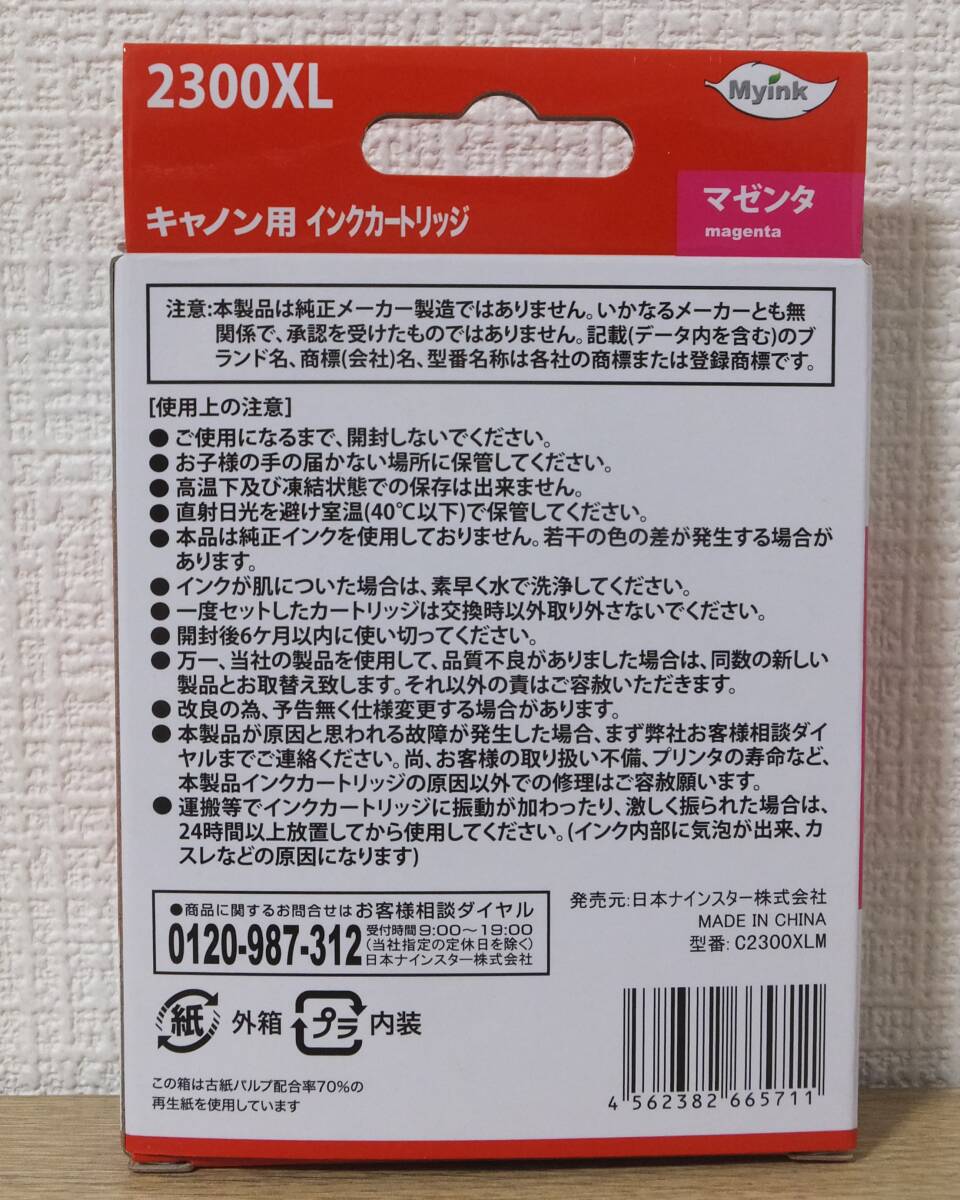 2300XL
Myink
マゼンタ
magenta
キャノン用 インクカートリッジ
注意:本製品は純正メーカー製造ではありません。いかなるメーカーとも無
関係で、承認を受けたものではありません。記載(データ内を含む)のブ
ランド名、商標(会社)名、型番名称は各社の商標または登録商標です。
[使用上の注意]
● ご使用になるまで、開封しないでください。
● お子様の手の届かない場所に保管してください。
● 高温下及び凍結状態での保存は出来ません。
● 直射日光を避け室温(40℃以下)で保管してください。
● 本品は純正インクを使用しておりません。若干の色の差が発生する場合が
あります。
● インクが肌についた場合は、素早く水で洗浄してください。
● 一度セットしたカートリッジは交換時以外取り外さないでください。
● 開封後6ケ月以内に使い切ってください。
● 万一、当社の製品を使用して、品質不良がありました場合は、同数の新しい
製品とお取替え致します。それ以外の責はご容赦いただきます。
● 改良の為、予告無く仕様変更する場合があります。
● 本製品が原因と思われる故障が発生した場合、まず弊社お客様相談ダイ
ヤルまでご連絡ください。尚、お客様の取り扱い不備、プリンタの寿命など、
本製品インクカートリッジの原因以外での修理はご容赦願います。
● 運搬等でインクカートリッジに振動が加わったり、激しく振られた場合は、
24時間以上放置してから使用してください。(インク内部に気泡が出来、カ
スレなどの原因になります)
●商品に関するお問合せは お客様相談ダイヤル
0120-987-312
受付時間 9:00～19:00
(当社指定の定休日を除く)
日本ナインスター株式会社
発売元:日本ナインスター株式会社
MADE IN CHINA
型番: C2300XLM
紙 外箱 プラ 内装
この箱は古紙パルプ配合率70%の
再生紙を使用しています
4 562382 665711